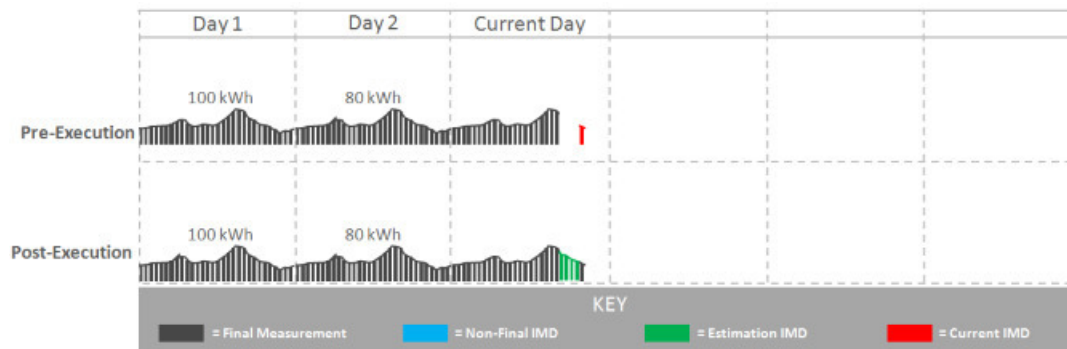 Day 1 Day 2 Current Day
100 kWh 80 kWh
Pre-Execution
100 kWh 80 kWh
Post-Execution
KEY
= Final Measurement = Non-Final IMD = Estimation IMD = Current IMD